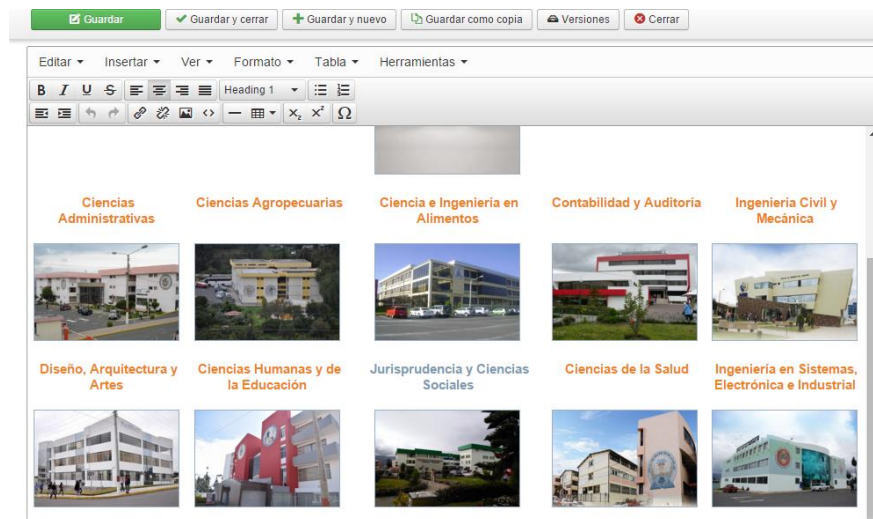 Guardar
Guardar y cerrar
Guardar y nuevo
Guardar como copia
Versiones
Cerrar
Editar
Insertar
Ver
Formato
Tabla
Herramientas
B I U S
Heading 1
x₂ x² Ω
Ciencias
Administrativas
Ciencias Agropecuarias
Ciencia e Ingeniería en
Alimentos
Contabilidad y Auditoría
Ingeniería Civil y
Mecánica
Diseño, Arquitectura y
Artes
Ciencias Humanas y de
la Educación
Jurisprudencia y Ciencias
Sociales
Ciencias de la Salud
Ingeniería en Sistemas,
Electrónica e Industrial